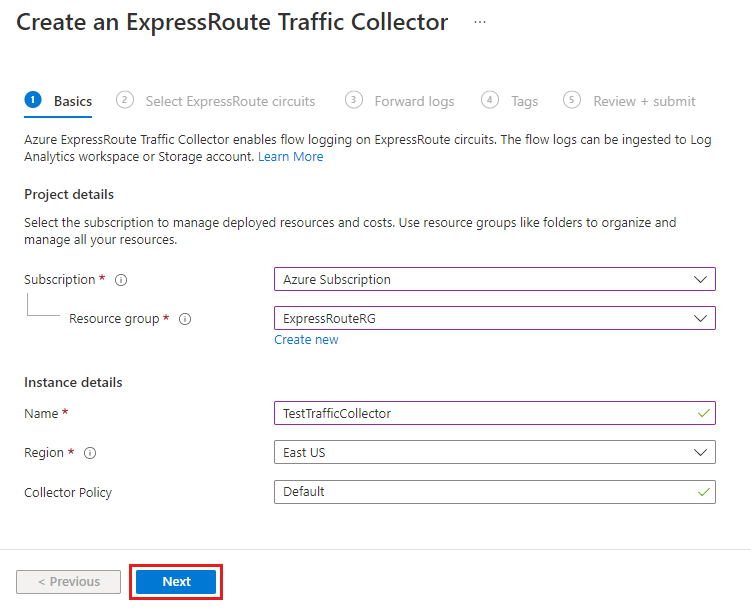 Create an ExpressRoute Traffic Collector ...
1 Basics 2 Select ExpressRoute circuits 3 Forward logs 4 Tags 5 Review + submit
Azure ExpressRoute Traffic Collector enables flow logging on ExpressRoute circuits. The flow logs can be ingested to Log
Analytics workspace or Storage account. Learn More
Project details
Select the subscription to manage deployed resources and costs. Use resource groups like folders to organize and
manage all your resources.
Subscription * Azure Subscription
Resource group * ExpressRouteRG
Create new
Instance details
Name * TestTrafficCollector
Region * East US
Collector Policy Default
< Previous Next